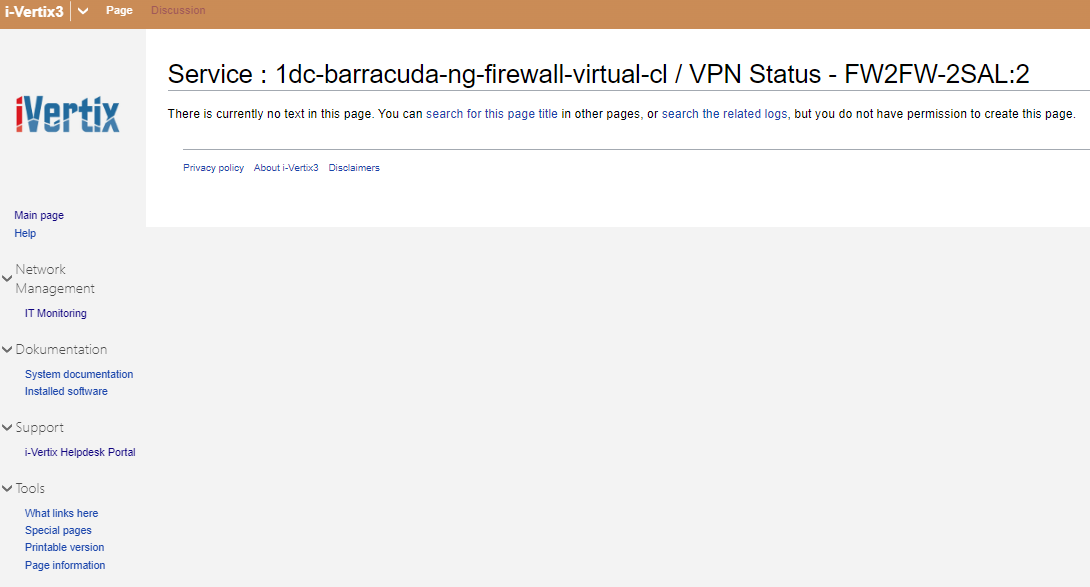 i-Vertix3 Page Discussion
iVertix
Service : 1dc-barracuda-ng-firewall-virtual-cl / VPN Status - FW2FW-2SAL:2
There is currently no text in this page. You can search for this page title in other pages, or search the related logs, but you do not have permission to create this page.
Privacy policy About i-Vertix3 Disclaimers
Main page
Help
Network
Management
IT Monitoring
Dokumentation
System documentation
Installed software
Support
i-Vertix Helpdesk Portal
Tools
What links here
Special pages
Printable version
Page information